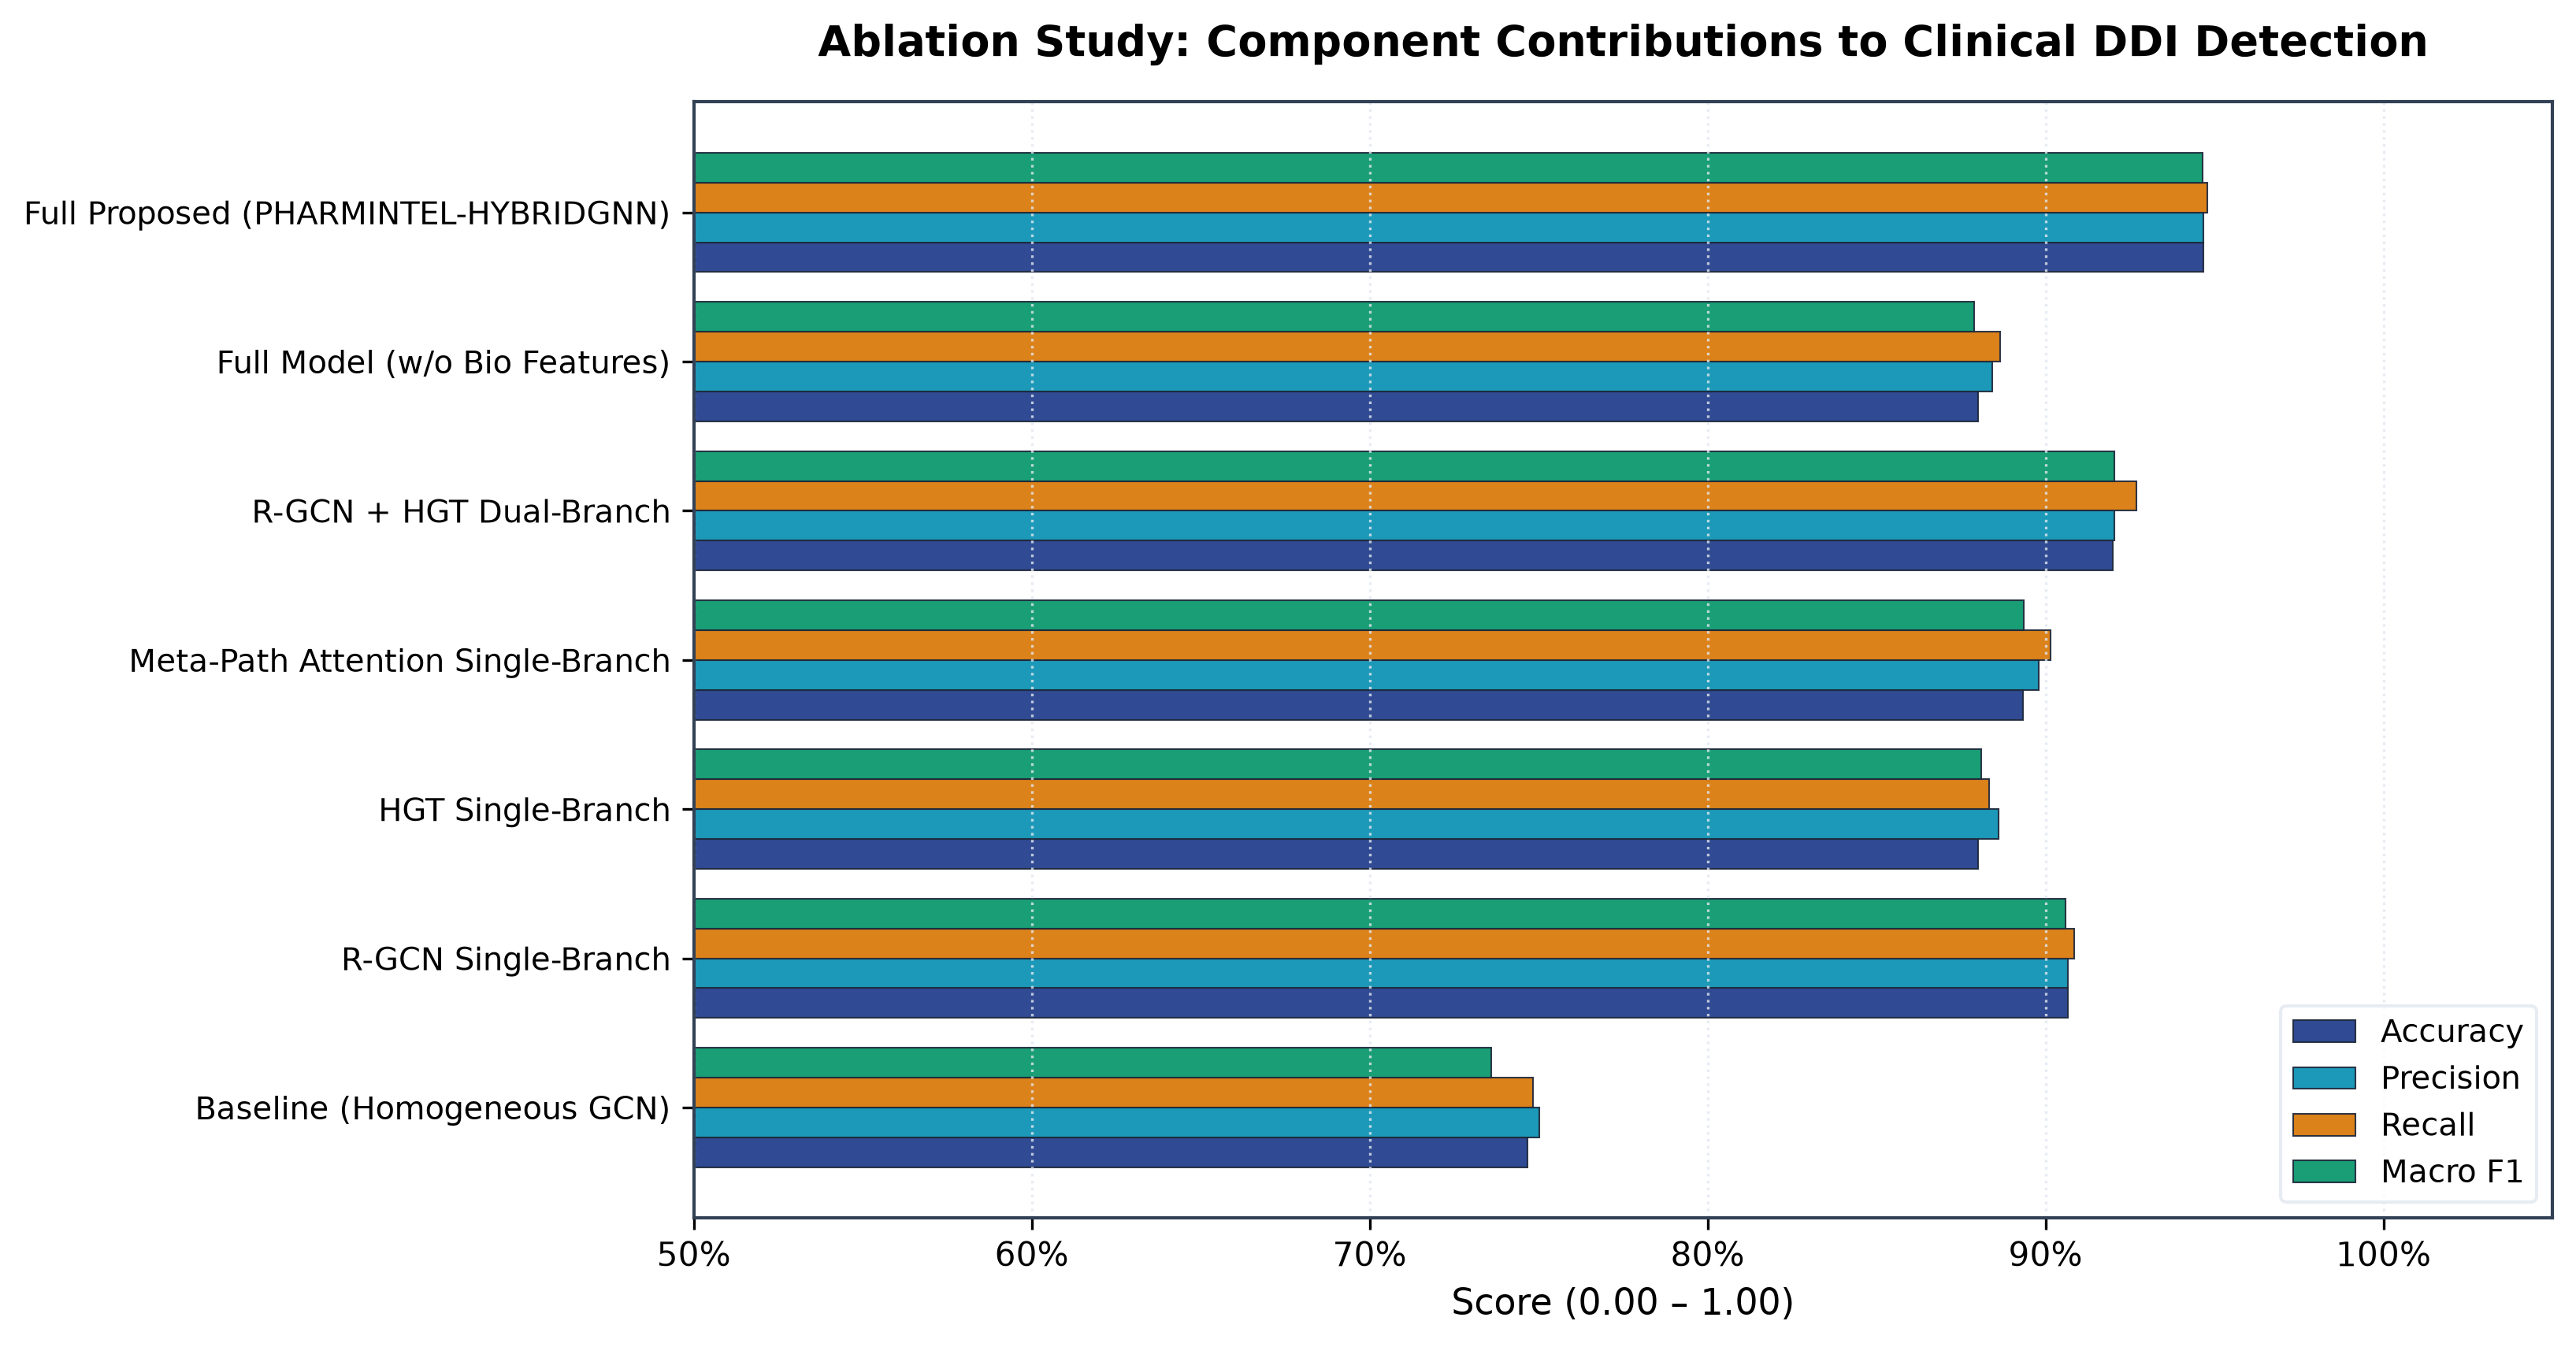 Ablation Study: Component Contributions to Clinical DDI Detection
Full Proposed (PHARMINTEL-HYBRIDGNN)
Full Model (w/o Bio Features)
R-GCN + HGT Dual-Branch
Meta-Path Attention Single-Branch
HGT Single-Branch
R-GCN Single-Branch
Baseline (Homogeneous GCN)
Accuracy
Precision
Recall
Macro F1
50% 60% 70% 80% 90% 100%
Score (0.00 – 1.00)